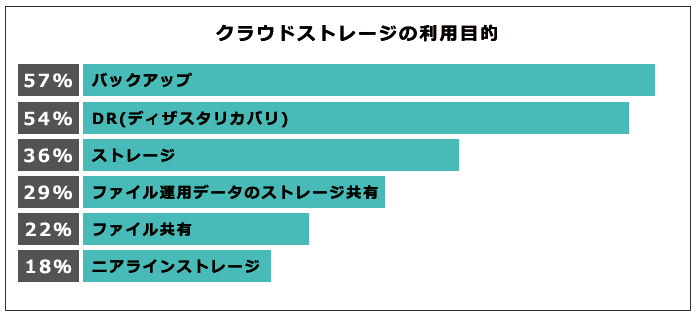 クラウドストレージの利用目的
57% バックアップ
54% DR(ディザスタリカバリ)
36% ストレージ
29% ファイル運用データのストレージ共有
22% ファイル共有
18% ニアラインストレージ